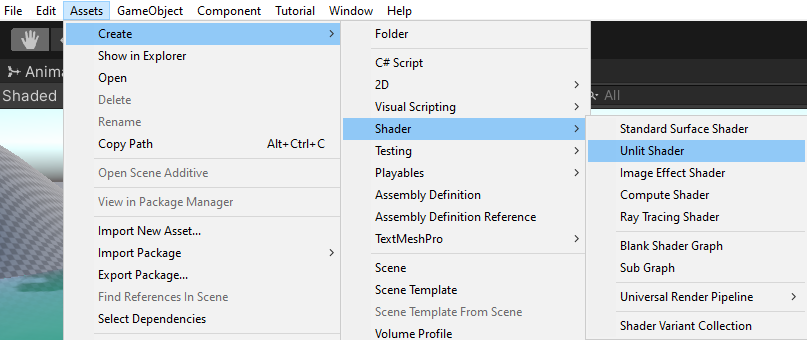 File Edit Assets GameObject Component Tutorial Window Help
Anima
Shaded
All
Create
Show in Explorer
Open
Delete
Rename
Copy Path Alt+Ctrl+C
Open Scene Additive
View in Package Manager
Import New Asset...
Import Package
Export Package...
Find References In Scene
Select Dependencies
Folder
C# Script
2D
Visual Scripting
Shader
Testing
Playables
Assembly Definition
Assembly Definition Reference
TextMeshPro
Scene
Scene Template
Scene Template From Scene
Volume Profile
Standard Surface Shader
Unlit Shader
Image Effect Shader
Compute Shader
Ray Tracing Shader
Blank Shader Graph
Sub Graph
Universal Render Pipeline
Shader Variant Collection